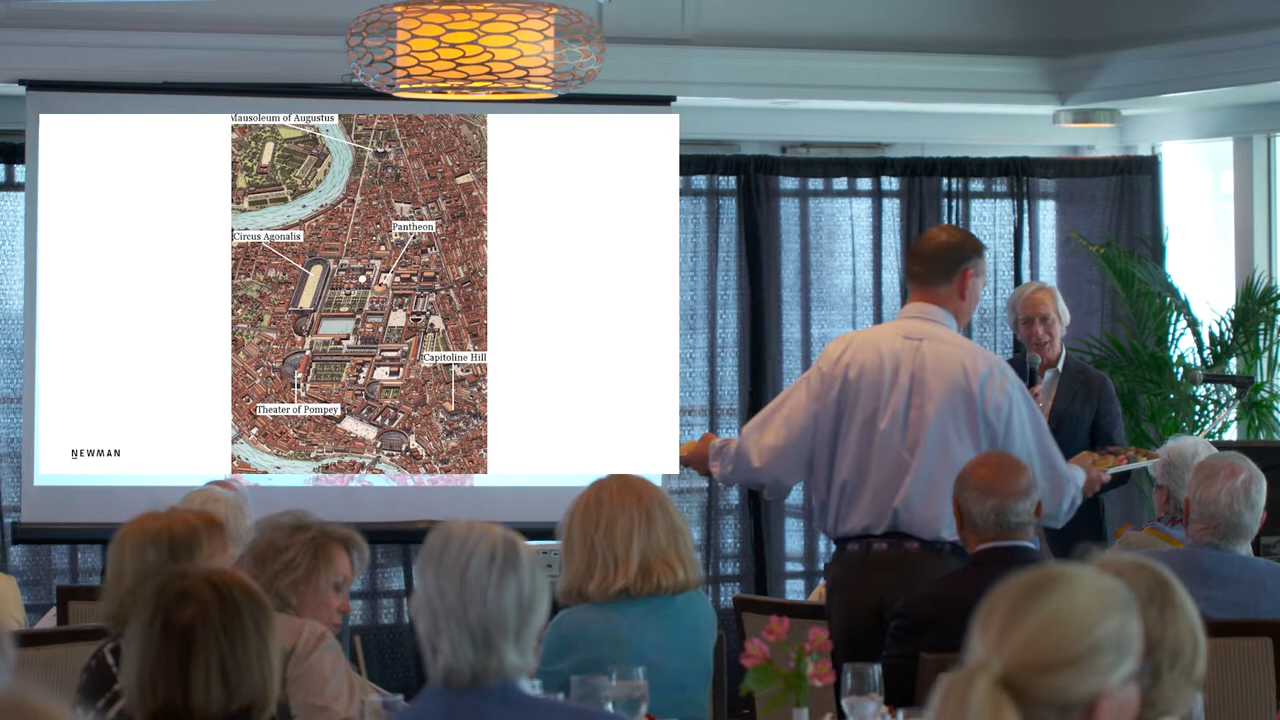 Mausoleum of Augustus
Pantheon
Circus Agonalis
Capitoline Hill
Theater of Pompey
NEWMAN